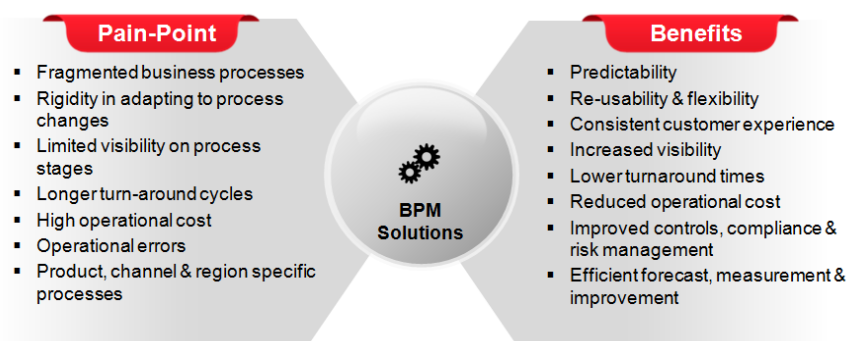 Pain-Point
▪ Fragmented business processes
▪ Rigidity in adapting to process
changes
▪ Limited visibility on process
stages
▪ Longer turn-around cycles
▪ High operational cost
▪ Operational errors
▪ Product, channel & region specific
processes
BPM
Solutions
Benefits
▪ Predictability
▪ Re-usability & flexibility
▪ Consistent customer experience
▪ Increased visibility
▪ Lower turnaround times
▪ Reduced operational cost
▪ Improved controls, compliance &
risk management
▪ Efficient forecast, measurement &
improvement